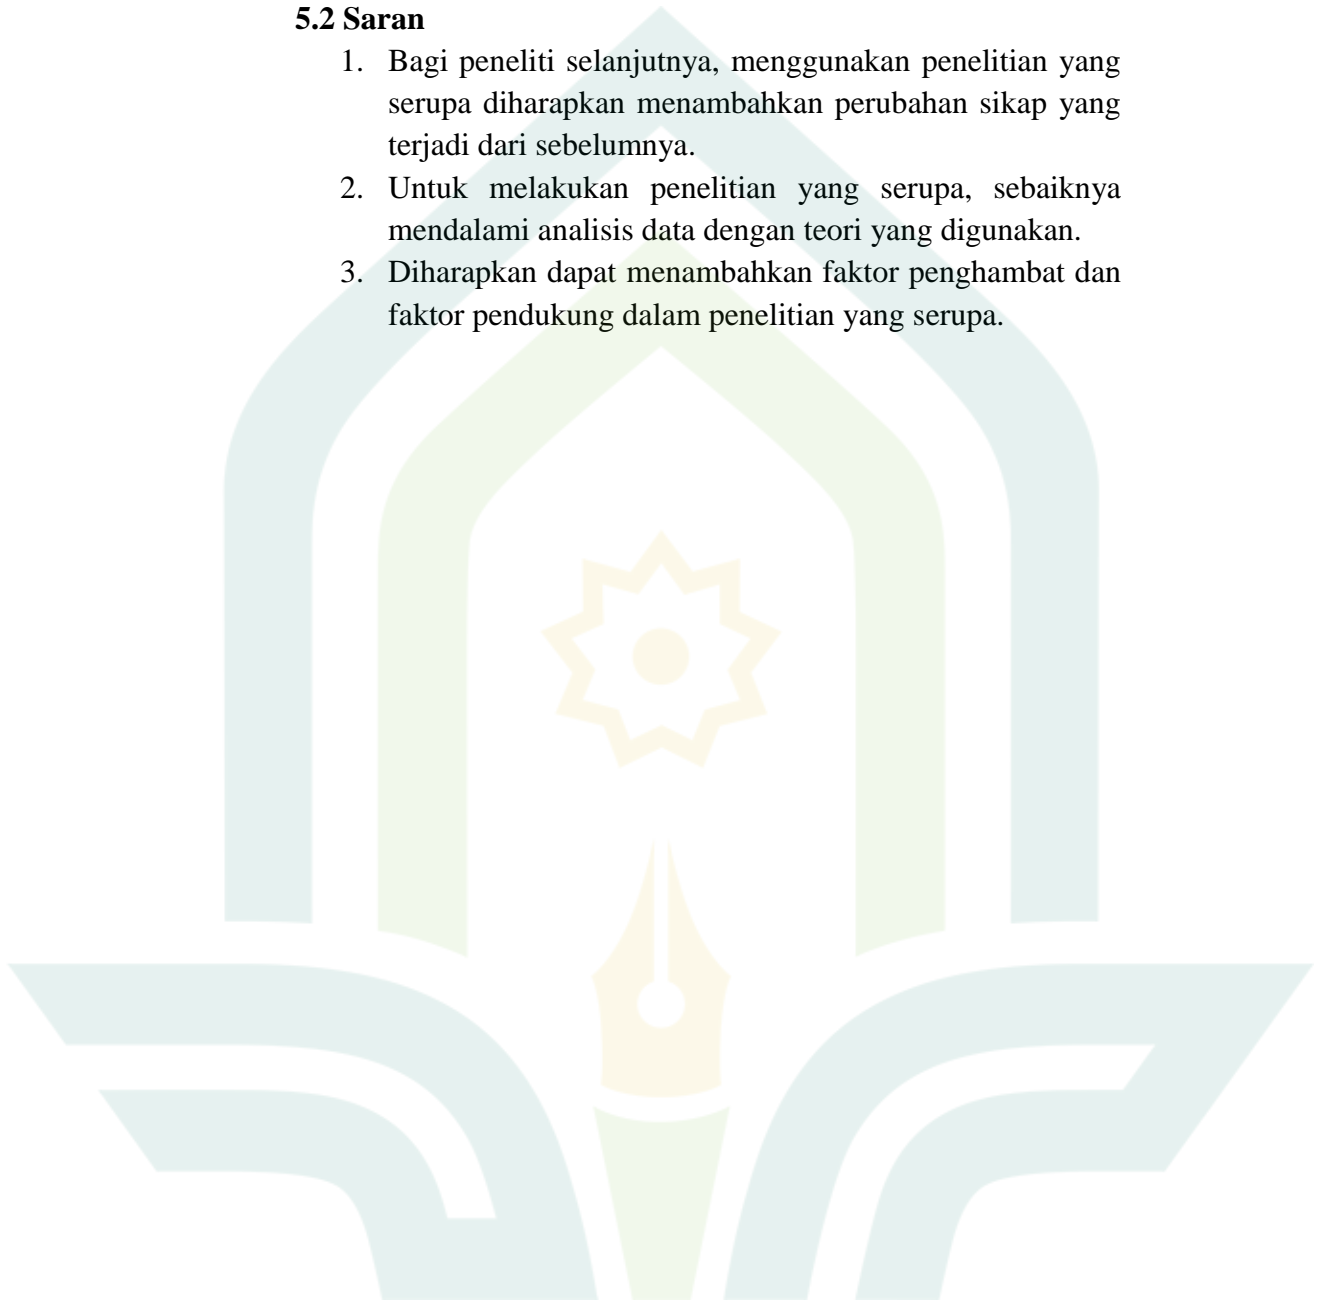 5.2 Saran
1. Bagi peneliti selanjutnya, menggunakan penelitian yang
serupa diharapkan menambahkan perubahan sikap yang
terjadi dari sebelumnya.
2. Untuk melakukan penelitian yang serupa, sebaiknya
mendalami analisis data dengan teori yang digunakan.
3. Diharapkan dapat menambahkan faktor penghambat dan
faktor pendukung dalam penelitian yang serupa.